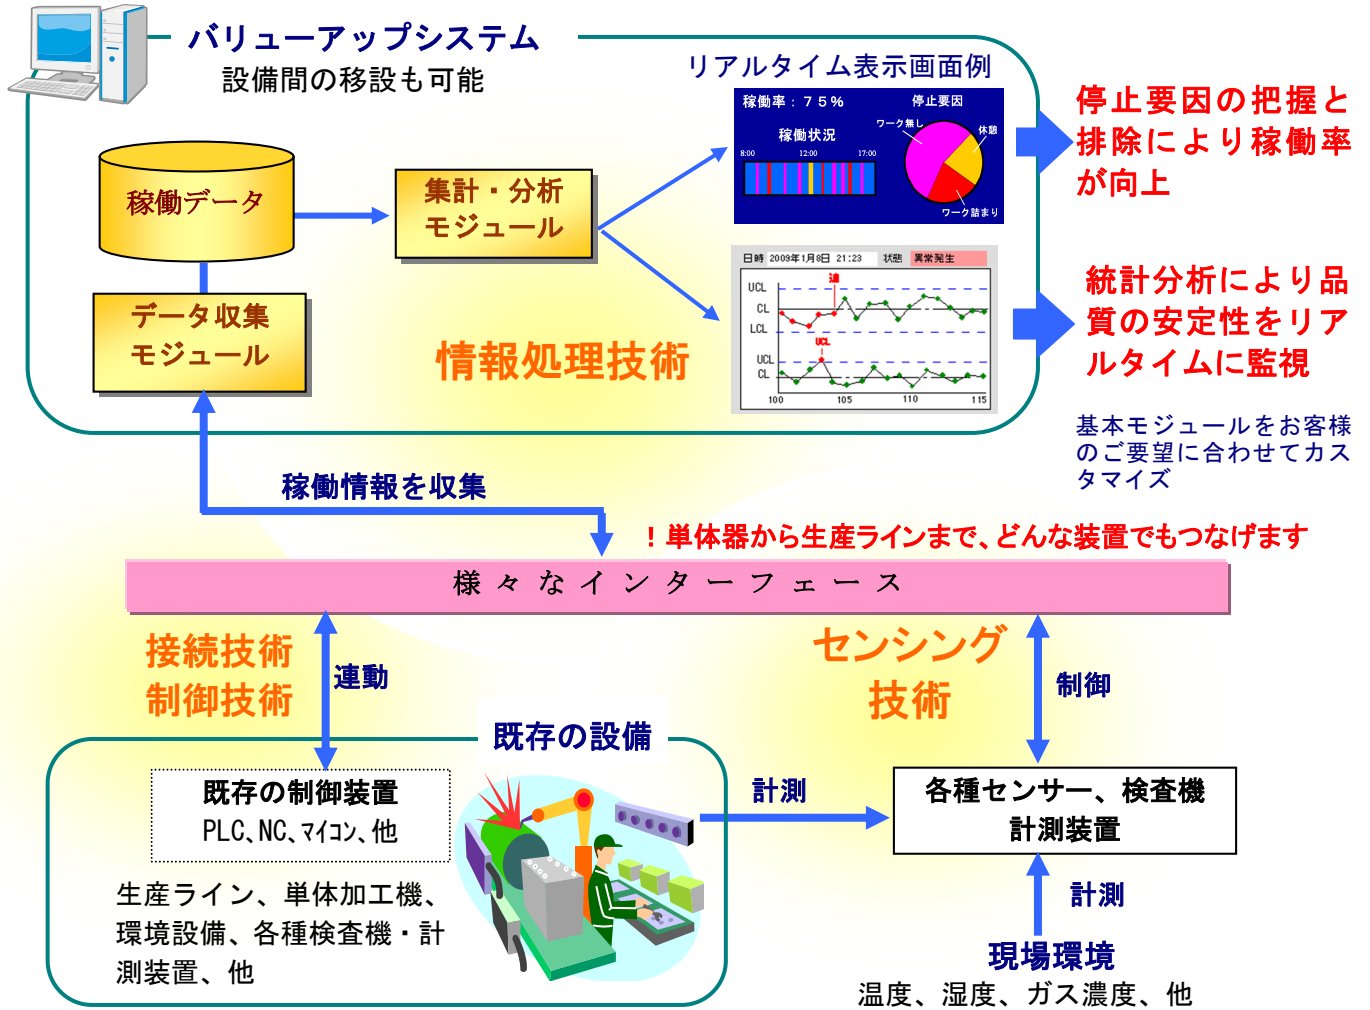 バリューアップシステム
設備間の移設も可能
リアルタイム表示画面例
稼働率：７５％
停止要因
稼働状況
ワーク無し
休憩
8:00
12:00
17:00
ワーク詰まり
停止要因の把握と
排除により稼働率
が向上
稼働データ
集計・分析
モジュール
データ収集
モジュール
情報処理技術
日時 2009年1月8日 21:23 状態 異常発生
UCL
連
CL
LCL
UCL
UCL
CL
100
105
110
115
統計分析により品
質の安定性をリア
ルタイムに監視
基本モジュールをお客様
のご要望に合わせてカス
タマイズ
稼働情報を収集
！単体器から生産ラインまで、どんな装置でもつなげます
様々なインターフェース
接続技術
制御技術
連動
センシング
技術
制御
既存の設備
既存の制御装置
PLC、NC、マイコン、他
生産ライン、単体加工機、
環境設備、各種検査機・計
測装置、他
計測
各種センサー、検査機
計測装置
計測
現場環境
温度、湿度、ガス濃度、他